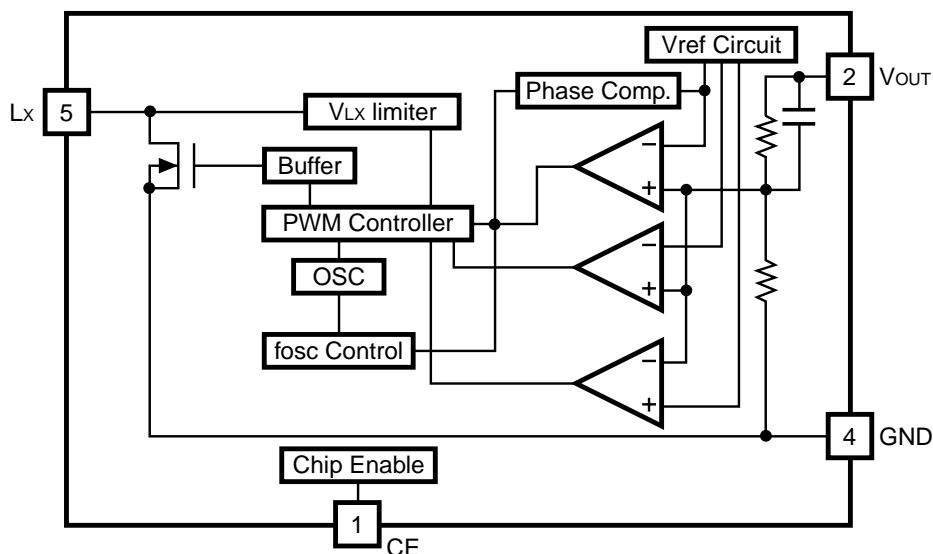 Vref Circuit
2 VOUT
LX 5
VLX limiter
Phase Comp.
Buffer
−
+
PWM Controller
−
+
OSC
fosc Control
−
+
4 GND
Chip Enable
1
CE